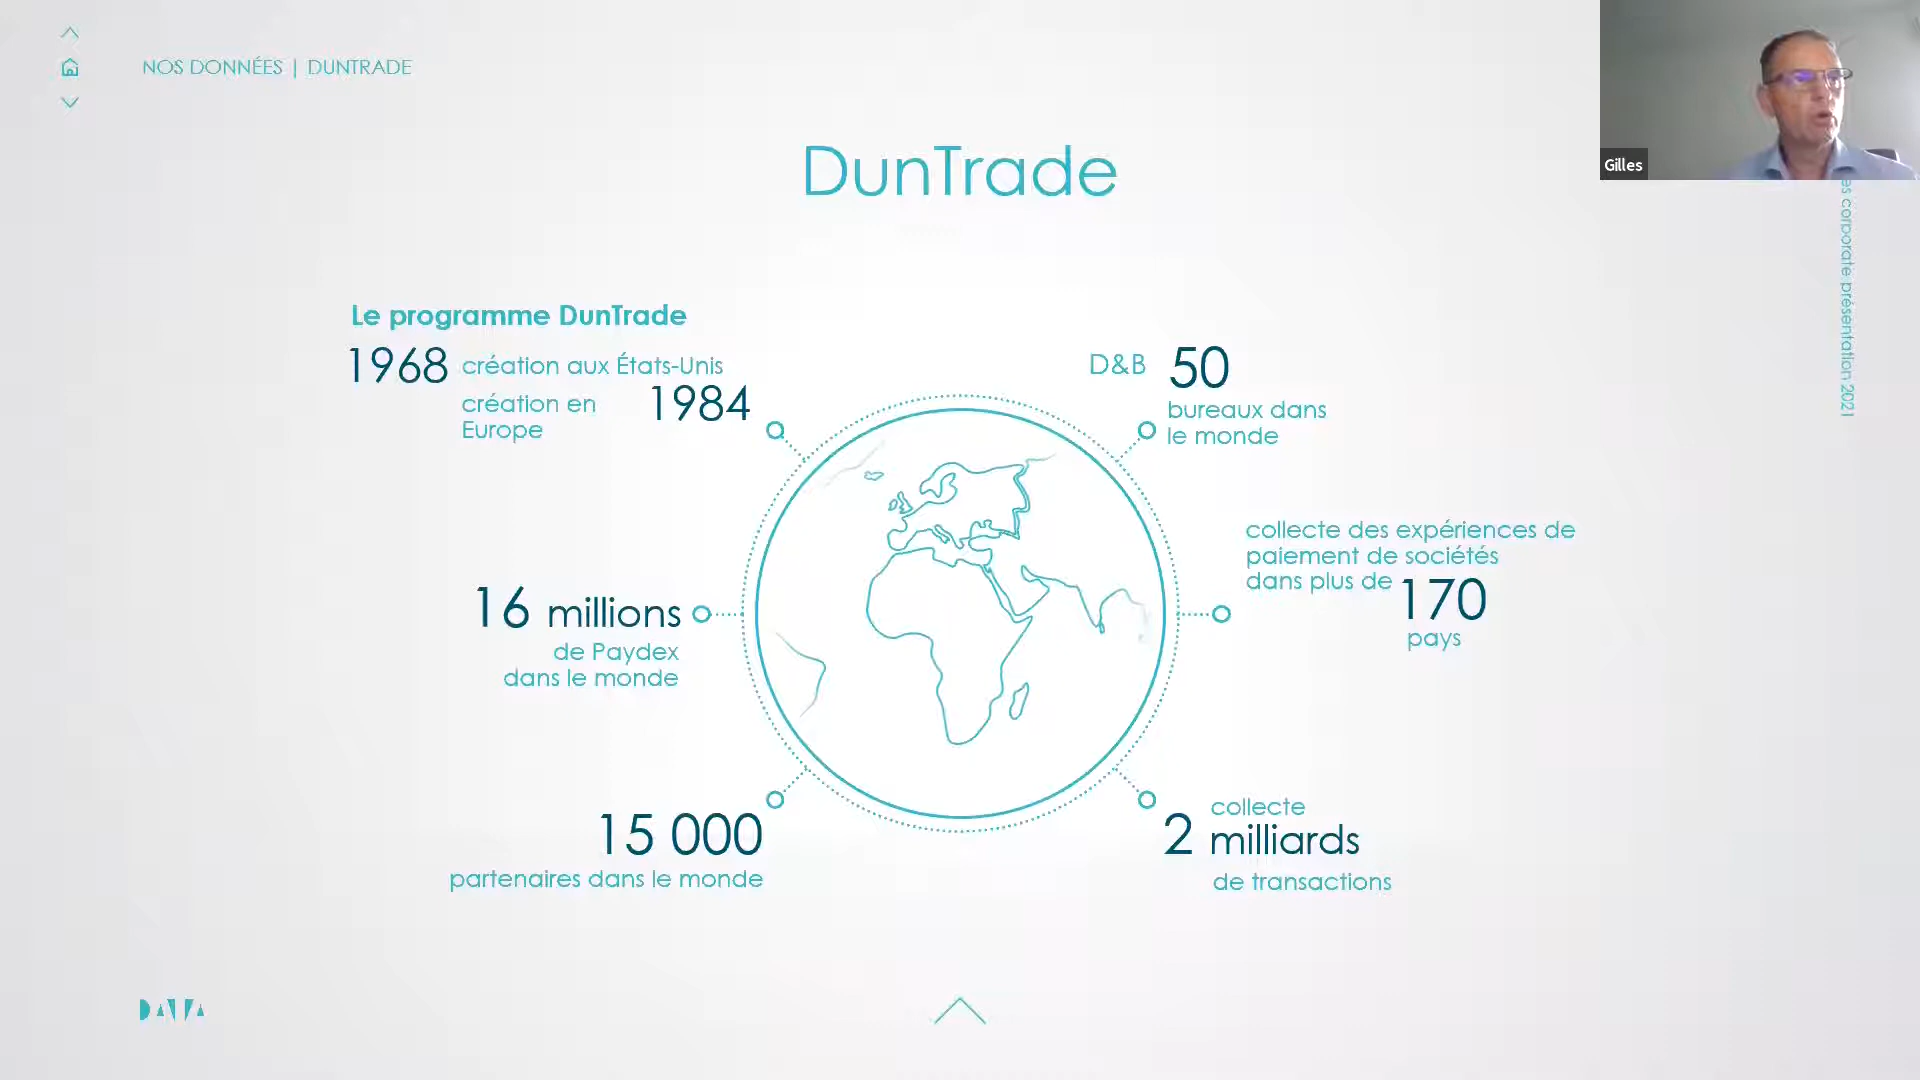 NOS DONNÉES | DUNTRADE
Gilles
DunTrade
Le programme DunTrade
1968 création aux États-Unis
création en 1984
Europe
D&B 50
bureaux dans
le monde
collecte des expériences de
paiement de sociétés
dans plus de 170
pays
16 millions
de Paydex
dans le monde
15 000
partenaires dans le monde
collecte
2 milliards
de transactions
corporate présentation 2021
DATA